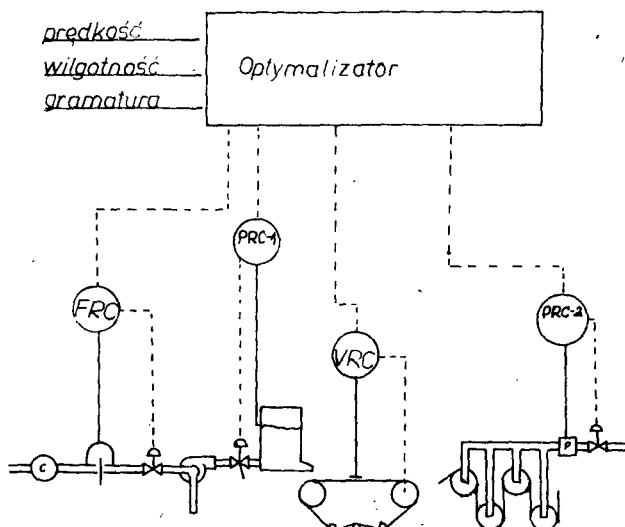 prędkość
wilgotność
Optymalizator
gramatura
PRC-1
FRC
PRC-2
VRC
P
C